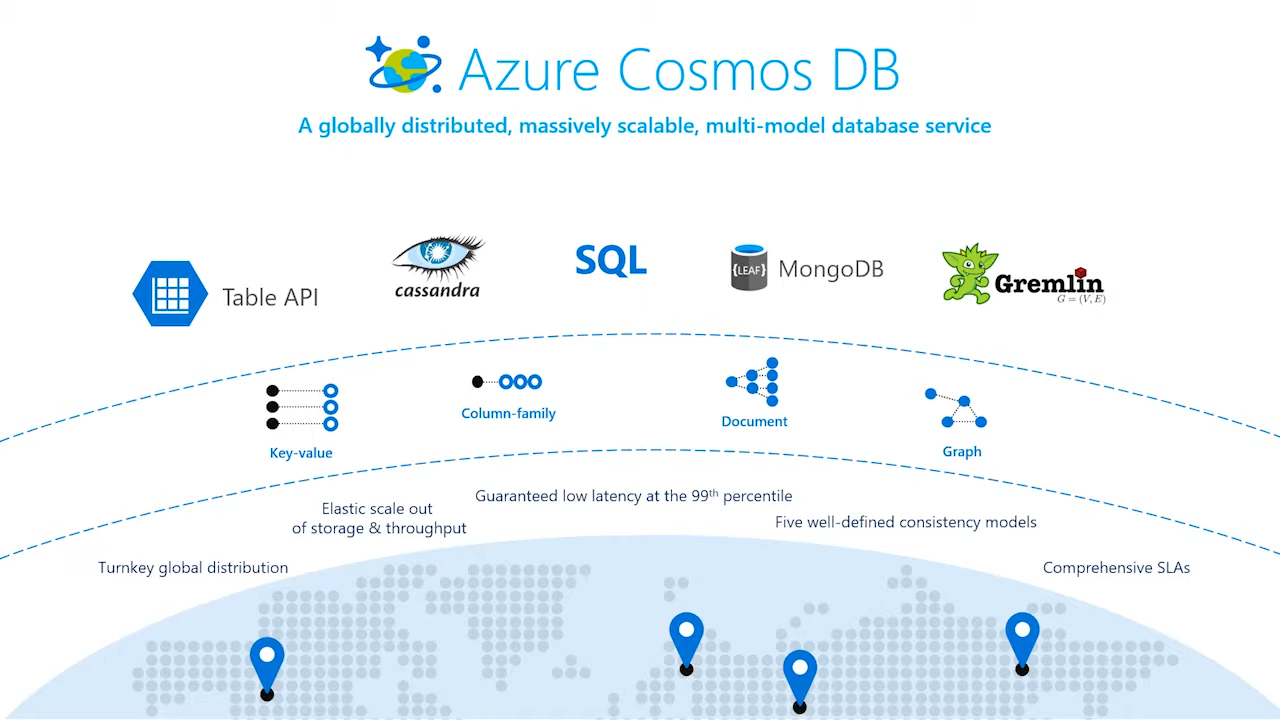 Azure Cosmos DB
A globally distributed, massively scalable, multi-model database service
Table API
cassandra
SQL
{LEAF}
MongoDB
Gremlin
G = (V, E)
Key-value
Column-family
Document
Graph
Turnkey global distribution
Elastic scale out
of storage & throughput
Guaranteed low latency at the 99th percentile
Five well-defined consistency models
Comprehensive SLAs